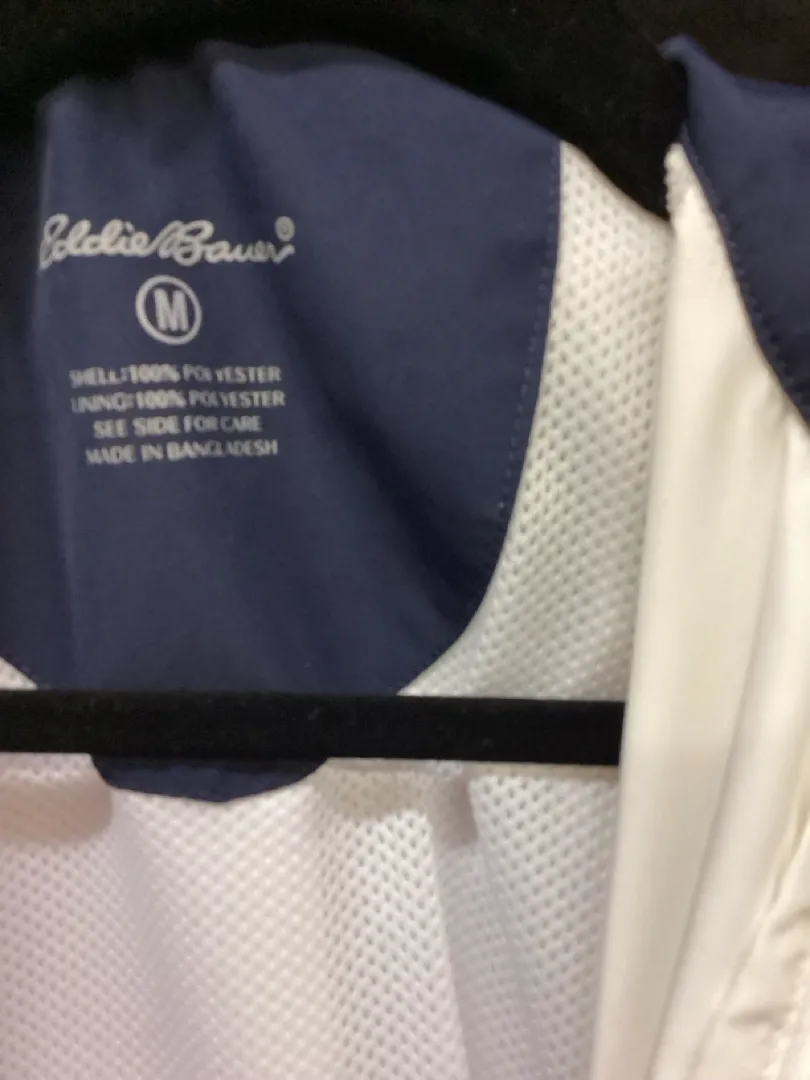 Eddie Bauer®
M
SHELL: 100% POLYESTER
LINING: 100% POLYESTER
SEE SIDE FOR CARE
MADE IN BANGLADESH